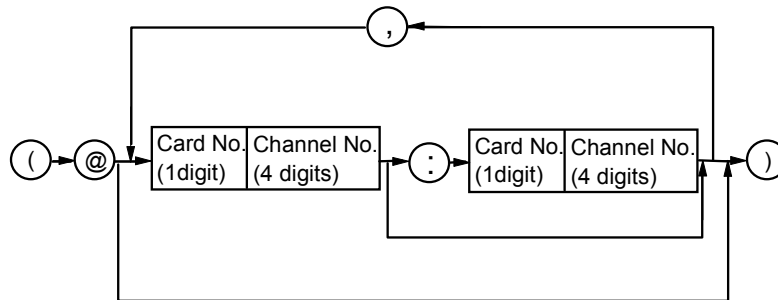 ,
( @ Card No. Channel No. : Card No. Channel No. )
(1digit) (4 digits) (1digit) (4 digits)